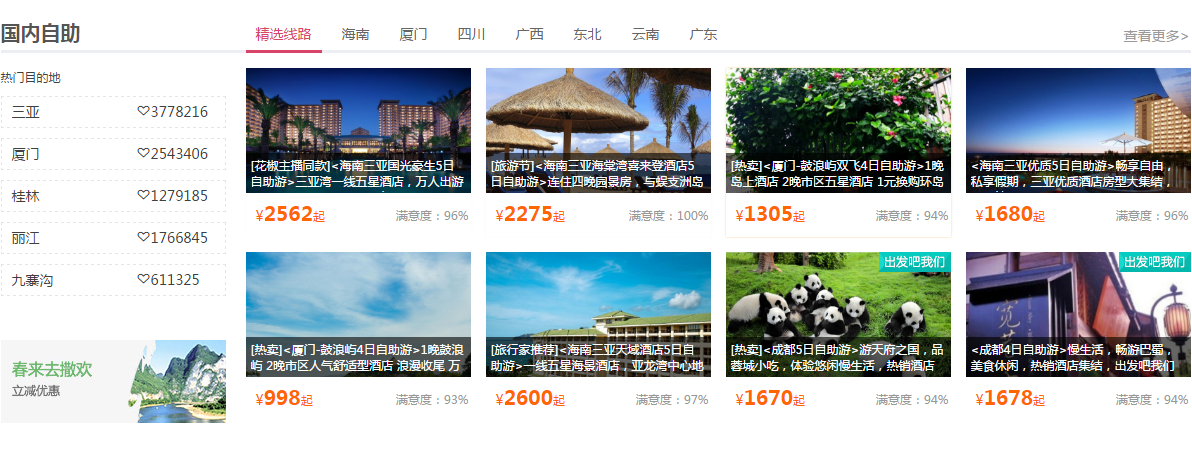 国内自助
精选线路 海南 厦门 四川 广西 东北 云南 广东
查看更多>
热门目的地
三亚 ♡3778216
厦门 ♡2543406
桂林 ♡1279185
丽江 ♡1766845
九寨沟 ♡611325
春来去撒欢
立减优惠
[花椒主播同款]<海南三亚国光豪生5日
自助游>三亚湾一线五星酒店，万人出游
¥2562起 满意度：96%
[旅游节]<海南三亚海棠湾喜来登酒店5
日自助游>连住四晚园景房，与蜈支洲岛
¥2275起 满意度：100%
[热卖]<厦门-鼓浪屿双飞4日自助游>1晚
岛上酒店 2晚市区五星酒店 1元换购环岛
¥1305起 满意度：94%
<海南三亚优质5日自助游>畅享自由，
私享假期，三亚优质酒店房型大集结，
¥1680起 满意度：96%
[热卖]<厦门-鼓浪屿4日自助游>1晚鼓浪
屿 2晚市区人气舒适型酒店 浪漫收尾 万
¥998起 满意度：93%
[旅行家推荐]<海南三亚天域酒店5日自
助游>一线五星海景酒店，亚龙湾中心地
¥2600起 满意度：97%
出发吧我们
[热卖]<成都5日自助游>游天府之国，品
蓉城小吃，体验悠闲慢生活，热销酒店
¥1670起 满意度：94%
出发吧我们
<成都4日自助游>慢生活，畅游巴蜀，
美食休闲，热销酒店集结，出发吧我们
¥1678起 满意度：94%